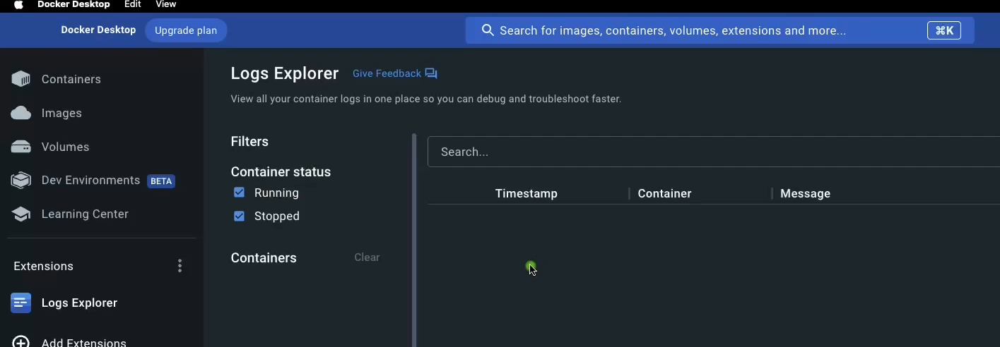 Docker Desktop Edit View
Docker Desktop Upgrade plan Search for images, containers, volumes, extensions and more... ⌘K
Containers
Images
Volumes
Dev Environments BETA
Learning Center
Extensions
Logs Explorer
Add Extensions
Logs Explorer Give Feedback
View all your container logs in one place so you can debug and troubleshoot faster.
Filters
Container status
Running
Stopped
Containers Clear
Search...
Timestamp Container Message